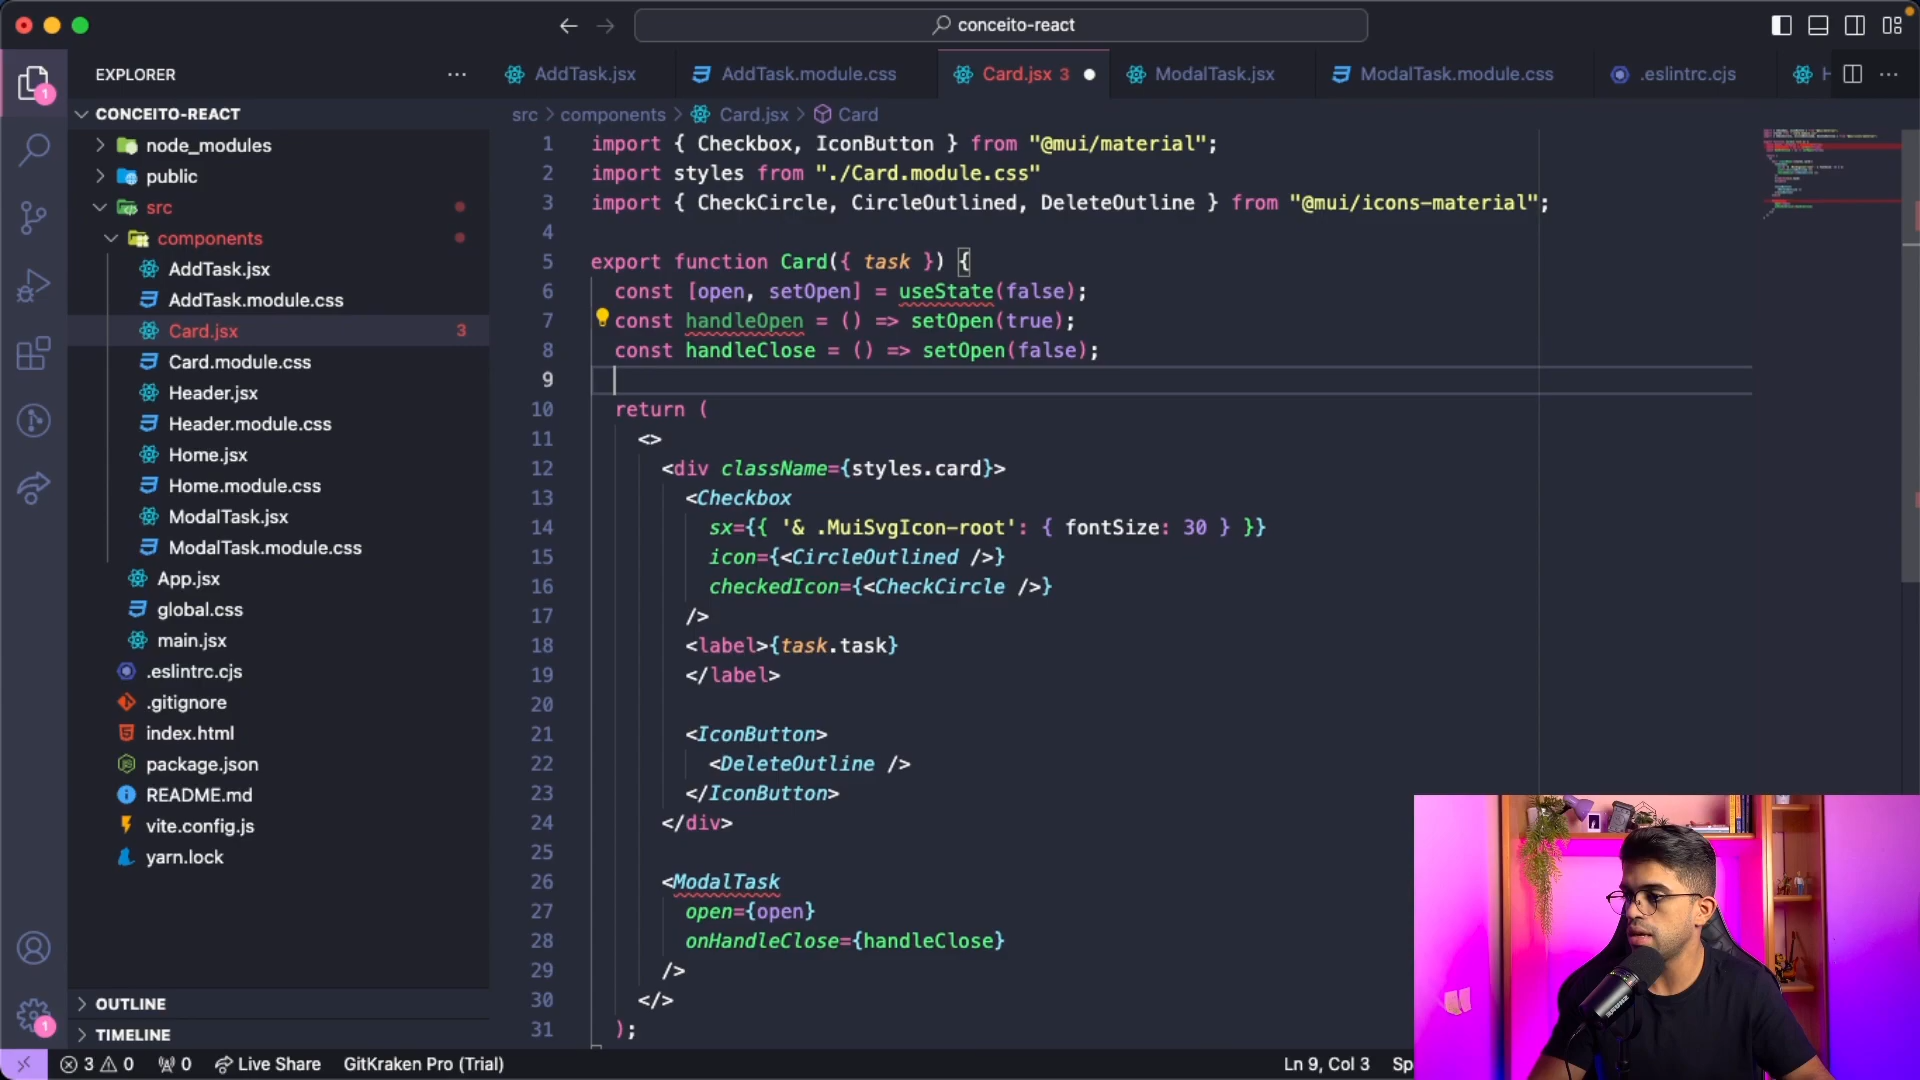 conceito-react
EXPLORER
AddTask.jsx
AddTask.module.css
Card.jsx 3
ModalTask.jsx
ModalTask.module.css
.eslintrc.cjs
H
1
CONCEITO-REACT
node_modules
public
src
components
AddTask.jsx
AddTask.module.css
Card.jsx 3
Card.module.css
Header.jsx
Header.module.css
Home.jsx
Home.module.css
ModalTask.jsx
ModalTask.module.css
App.jsx
global.css
main.jsx
.eslintrc.cjs
.gitignore
index.html
package.json
README.md
vite.config.js
yarn.lock
OUTLINE
TIMELINE
1
src > components > Card.jsx > Card
1 import { Checkbox, IconButton } from "@mui/material";
2 import styles from "./Card.module.css"
3 import { CheckCircle, CircleOutlined, DeleteOutline } from "@mui/icons-material";
4
5 export function Card({ task }) {
6 const [open, setOpen] = useState(false);
7 const handleOpen = () => setOpen(true);
8 const handleClose = () => setOpen(false);
9
10 return (
11 <>
12 <div className={styles.card}>
13 <Checkbox
14 sx={{ '& .MuiSvgIcon-root': { fontSize: 30 } }}
15 icon={<CircleOutlined />}
16 checkedIcon={<CheckCircle />}
17 />
18 <label>{task.task}
19 </label>
20
21 <IconButton>
22 <DeleteOutline />
23 </IconButton>
24 </div>
25
26 <ModalTask
27 open={open}
28 onHandleClose={handleClose}
29 />
30 </>
31 );
3 0 0 Live Share GitKraken Pro (Trial) Ln 9, Col 3 Sp